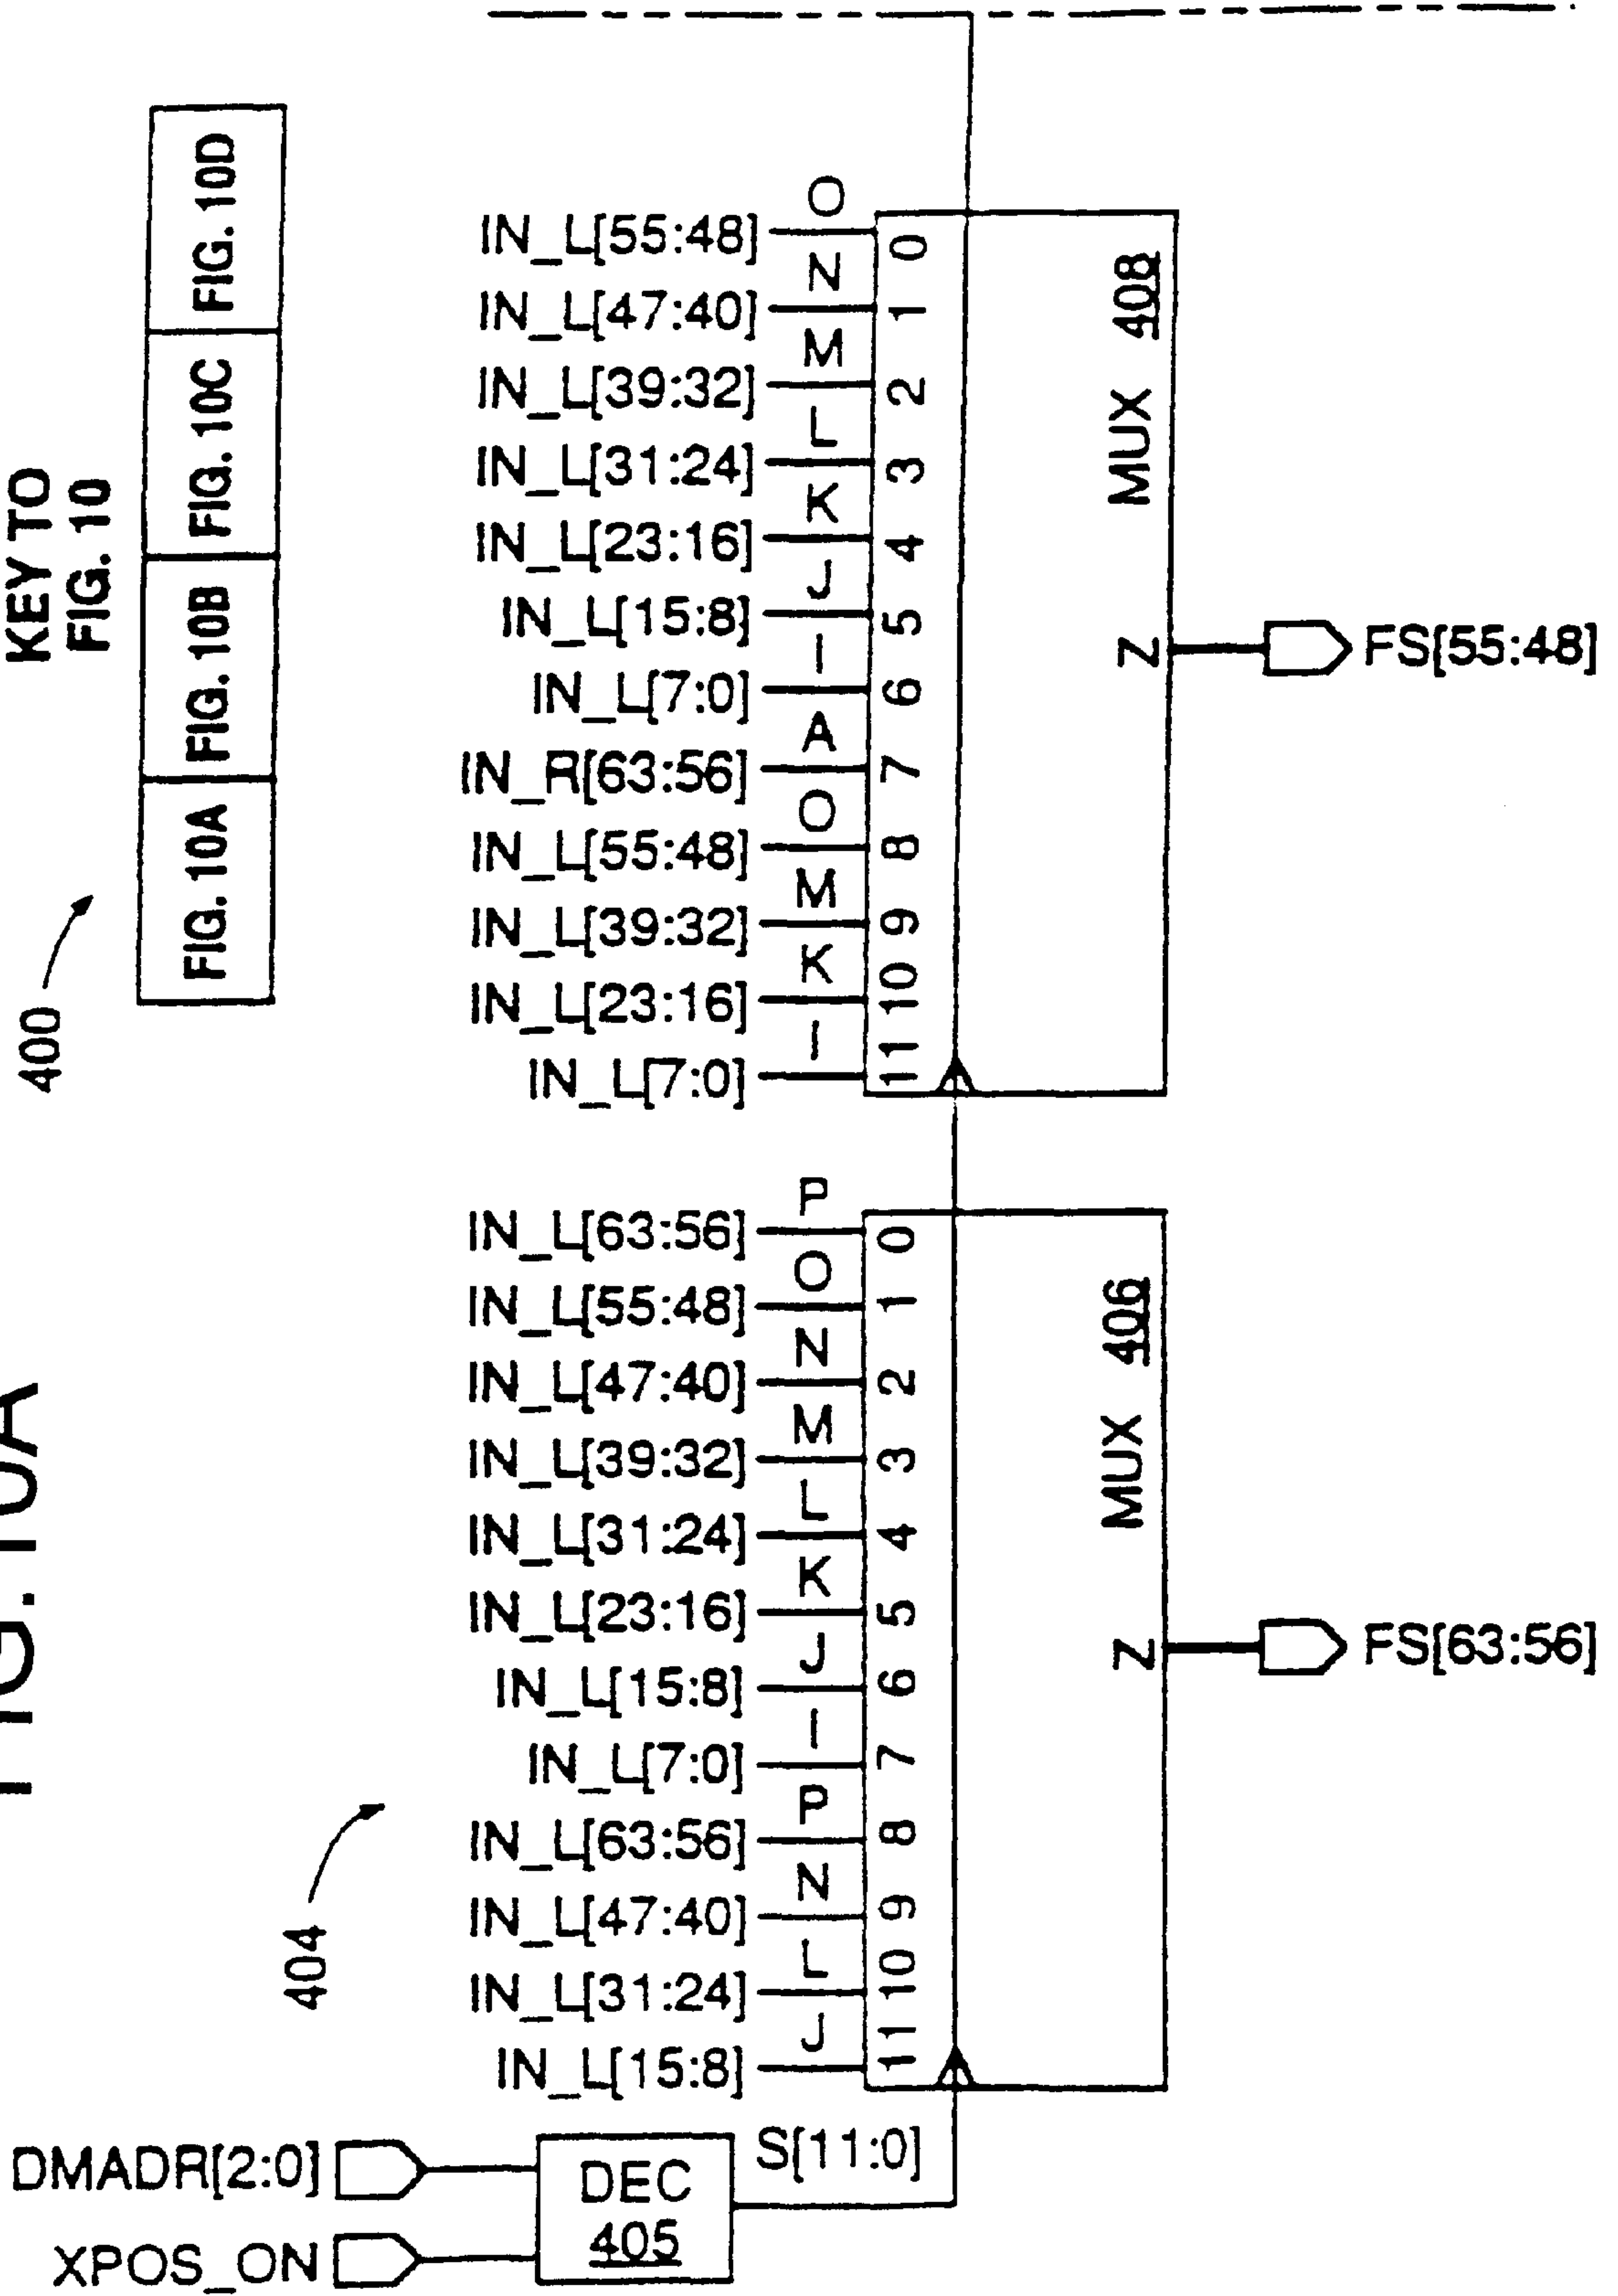 KEY TO
FIG. 10
FIG. 10A
FIG. 10B
FIG. 10C
FIG. 10D
400
IN_L[55:48] O 0
IN_L[47:40] N 1
IN_L[39:32] M 2
IN_L[31:24] L 3
IN_L[23:16] K 4
IN_L[15:8] J 5
IN_L[7:0] I 6
IN_R[63:56] A 7
IN_L[55:48] O 8
IN_L[39:32] M 9
IN_L[23:16] K 10
IN_L[7:0] I 11
MUX 408
Z
FS[55:48]
FIG. 10A
404
IN_L[63:56] P 0
IN_L[55:48] O 1
IN_L[47:40] N 2
IN_L[39:32] M 3
IN_L[31:24] L 4
IN_L[23:16] K 5
IN_L[15:8] J 6
IN_L[7:0] I 7
IN_L[63:56] P 8
IN_L[47:40] N 9
IN_L[31:24] L 10
IN_L[15:8] J 11
MUX 406
Z
FS[63:56]
DMADR[2:0]
XPOS_ON
DEC
405
S[11:0]